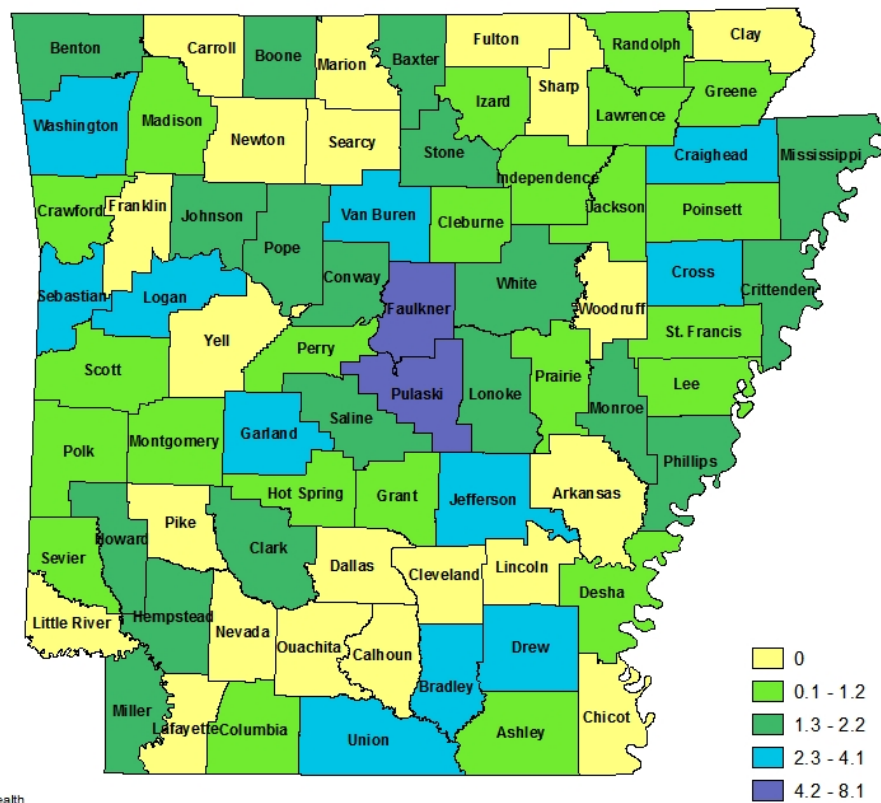 Benton
Carroll
Boone
Marion
Baxter
Fulton
Randolph
Clay
Sharp
Izard
Greene
Washington
Madison
Lawrence
Newton
Searcy
Stone
Craighead
Mississippi
Independence
Crawford
Franklin
Johnson
Van Buren
Cleburne
Jackson
Poinsett
Pope
Conway
White
Cross
Crittenden
Sebastian
Logan
Faulkner
Woodruff
St. Francis
Yell
Perry
Scott
Pulaski
Lonoke
Prairie
Lee
Monroe
Saline
Garland
Polk
Montgomery
Phillips
Hot Spring
Grant
Jefferson
Arkansas
Pike
Howard
Clark
Sevier
Dallas
Cleveland
Lincoln
Desha
Little River
Hempstead
Nevada
Ouachita
Calhoun
Drew
Bradley
Miller
Lafayette
Columbia
Union
Ashley
Chicot
0
0.1 - 1.2
1.3 - 2.2
2.3 - 4.1
4.2 - 8.1